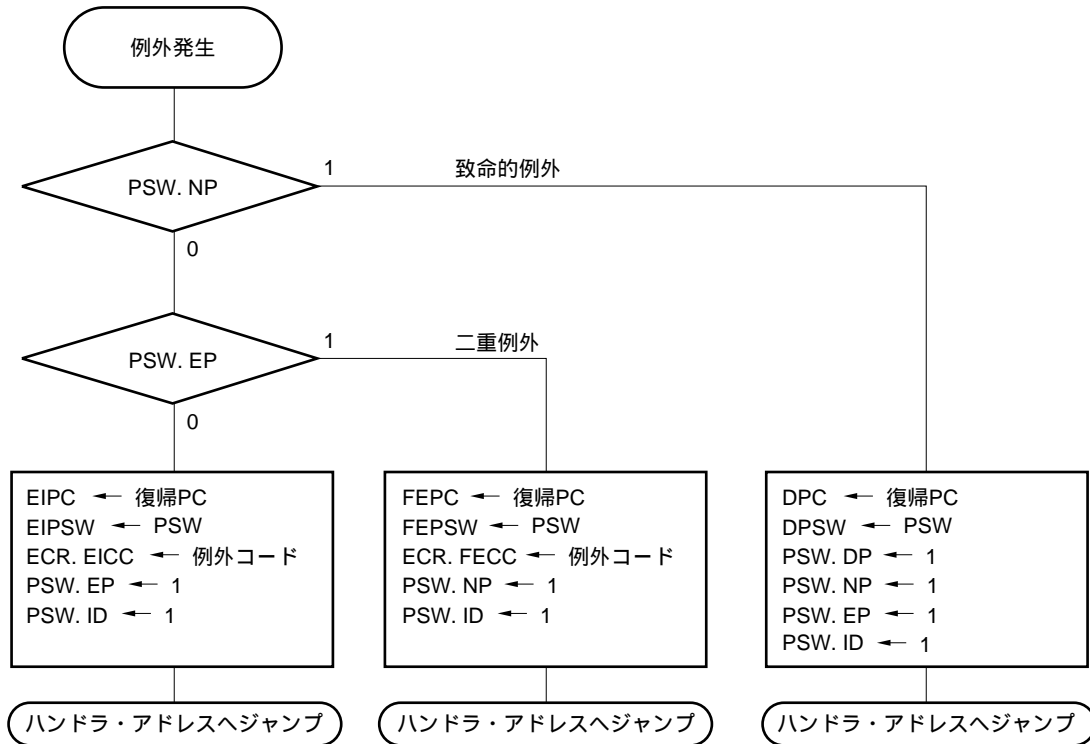 例外発生
PSW. NP
1
致命的例外
0
PSW. EP
1
二重例外
0
EIPC ← 復帰PC
EIPSW ← PSW
ECR. EICC ← 例外コード
PSW. EP ← 1
PSW. ID ← 1
FEPC ← 復帰PC
FEPSW ← PSW
ECR. FECC ← 例外コード
PSW. NP ← 1
PSW. ID ← 1
DPC ← 復帰PC
DPSW ← PSW
PSW. DP ← 1
PSW. NP ← 1
PSW. EP ← 1
PSW. ID ← 1
ハンドラ・アドレスへジャンプ
ハンドラ・アドレスへジャンプ
ハンドラ・アドレスへジャンプ